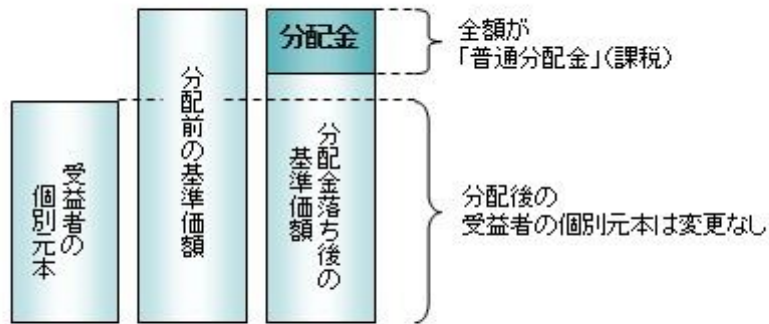 受益者の
個別元本
分配前の基準価額
分配金
分配金落ち後の
基準価額
全額が
「普通分配金」(課税)
分配後の
受益者の個別元本は変更なし